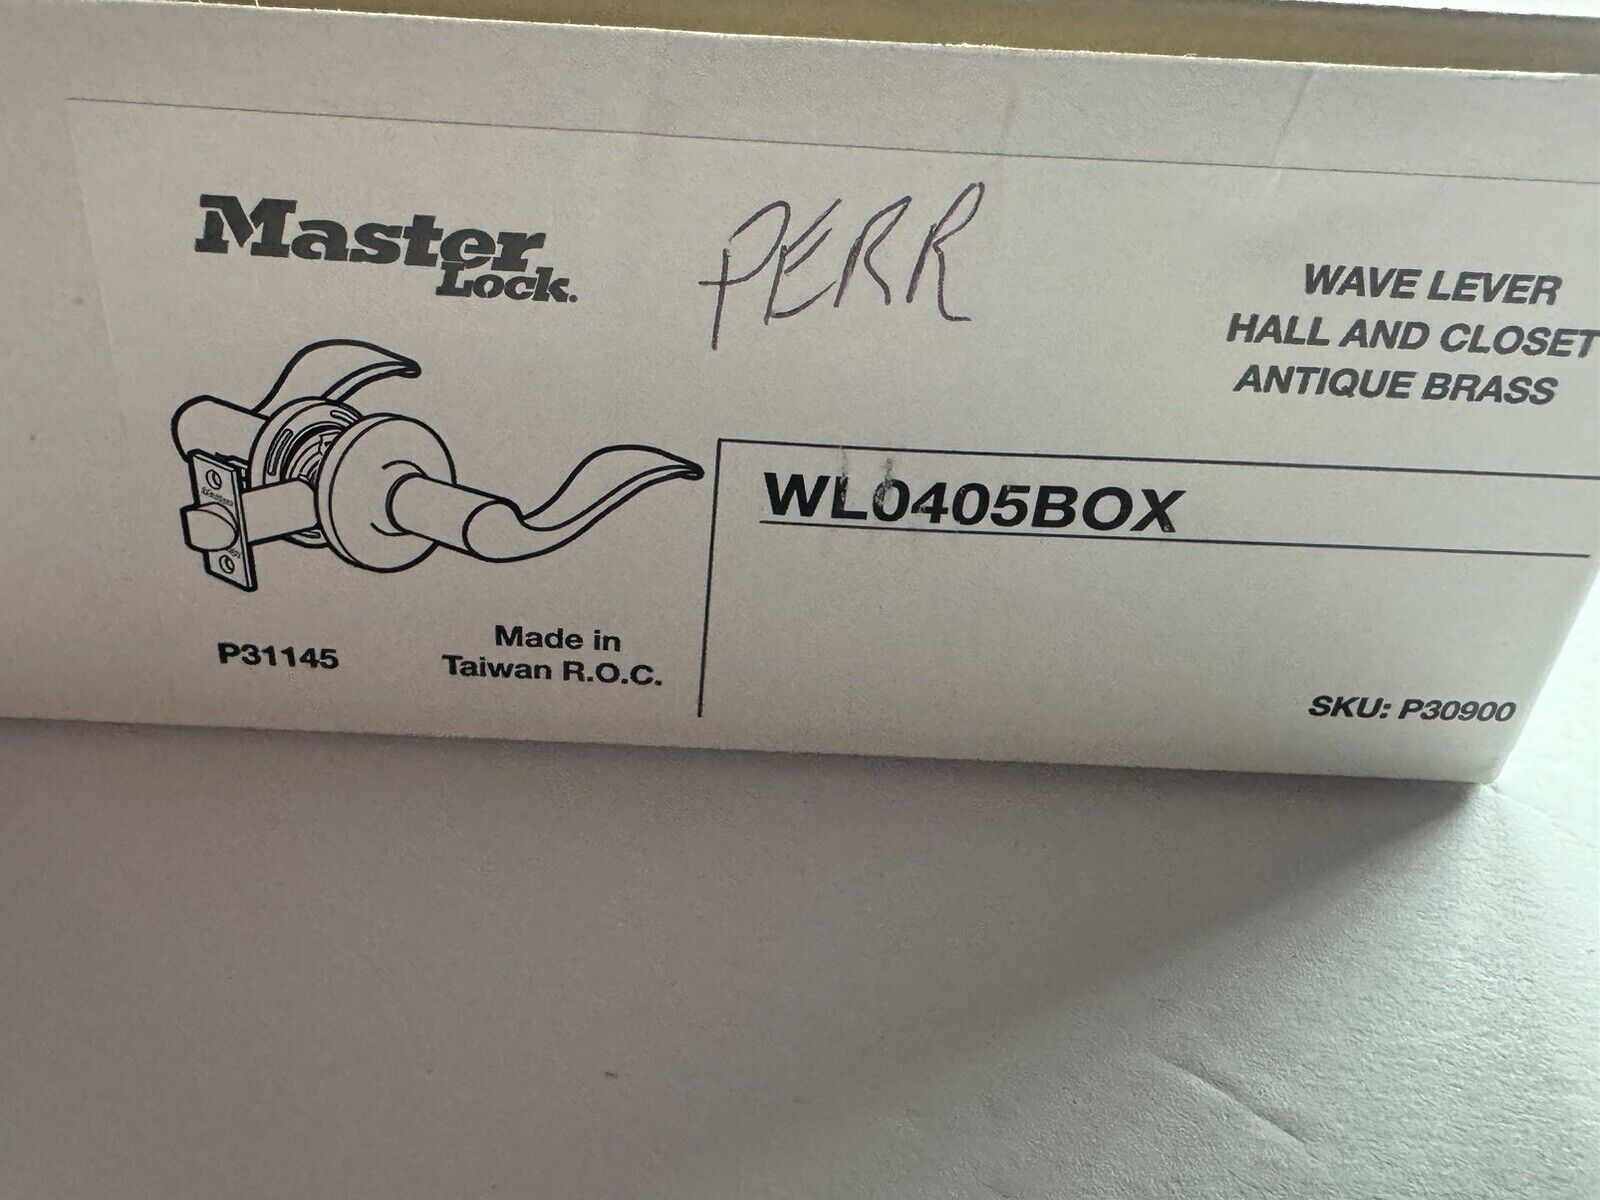 Master
Lock.
PERR
WAVE LEVER
HALL AND CLOSET
ANTIQUE BRASS
WL0405BOX
P31145
Made in
Taiwan R.O.C.
SKU: P30900